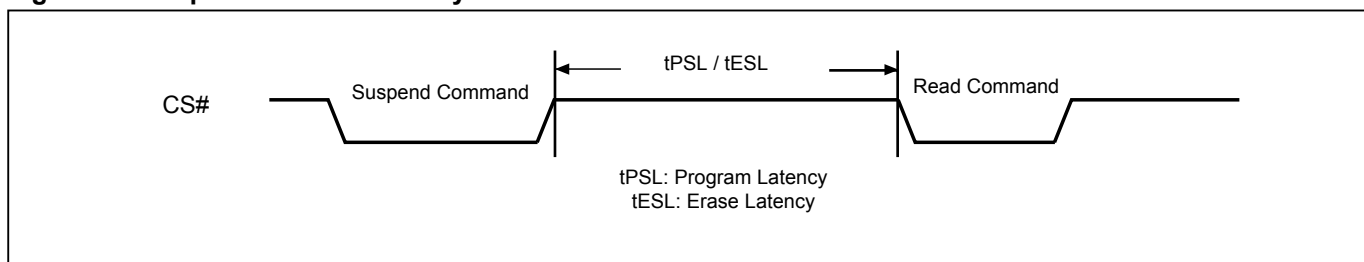 tPSL / tESL
Suspend Command
Read Command
CS#
tPSL: Program Latency
tESL: Erase Latency